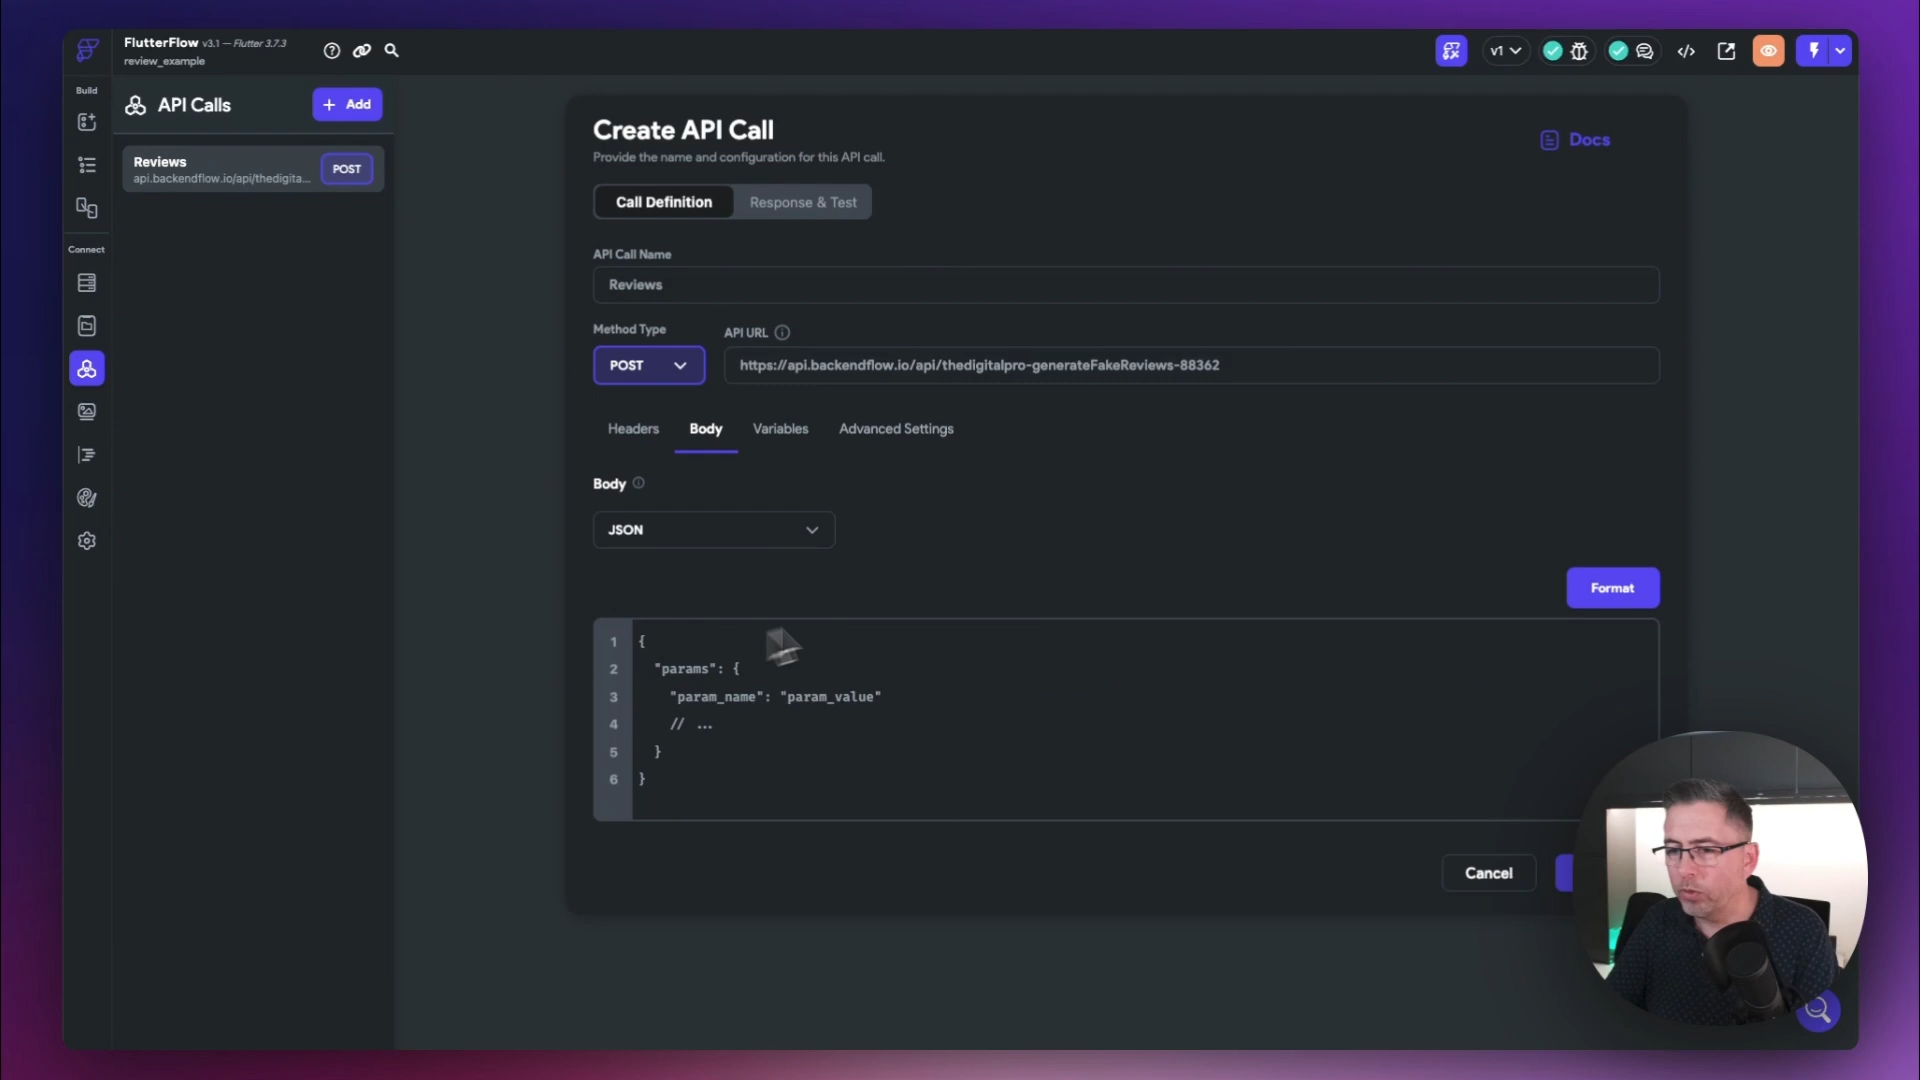 FlutterFlow v3.1 — Flutter 3.7.3
review_example
v1
Build
API Calls
+ Add
Reviews
api.backendflow.io/api/thedigita...
POST
Connect
Create API Call
Provide the name and configuration for this API call.
Docs
Call Definition
Response & Test
API Call Name
Reviews
Method Type
API URL
POST
https://api.backendflow.io/api/thedigitalpro-generateFakeReviews-88362
Headers
Body
Variables
Advanced Settings
Body
JSON
Format
1 {
2 "params": {
3 "param_name": "param_value"
4 // ...
5 }
6 }
Cancel